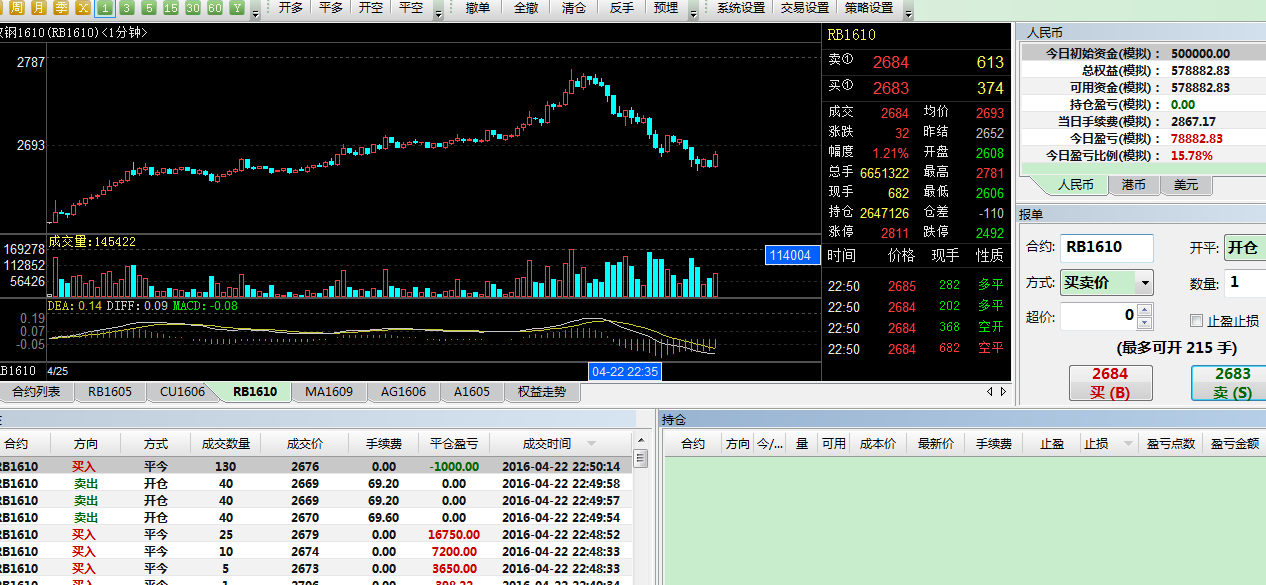 周 月 季 X 1 3 5 15 30 60 Y 开多 平多 开空 平空 撤单 全撤 清仓 反手 预埋 系统设置 交易设置 策略设置
钢1610(RB1610)<1分钟>
2787
2693
成交量:145422
169278
112852
56426
114004
DEA:0.14 DIFF:0.09 MACD:-0.08
0.19
0.07
-0.05
B1610 4/25 04-22 22:35
合约列表 RB1605 CU1606 RB1610 MA1609 AG1606 A1605 权益走势
RB1610
卖① 2684 613
买① 2683 374
成交 2684 均价 2693
涨跌 32 昨结 2652
幅度 1.21% 开盘 2608
总手 6651322 最高 2781
现手 682 最低 2606
持仓 2647126 仓差 -110
涨停 2811 跌停 2492
时间 价格 现手 性质
22:50 2685 282 多平
22:50 2684 202 多平
22:50 2684 368 空开
22:50 2684 682 空平
人民币
今日初始资金(模拟)： 500000.00
总权益(模拟)： 578882.83
可用资金(模拟)： 578882.83
持仓盈亏(模拟)： 0.00
当日手续费(模拟)： 2867.17
今日盈亏(模拟)： 78882.83
今日盈亏比例(模拟)： 15.78%
人民币 港币 美元
报单
合约: RB1610 开平: 开仓
方式: 买卖价 数量: 1
超价: 0 止盈止损
(最多可开 215 手)
2684 2683
买 (B) 卖 (S)
合约 方向 方式 成交数量 成交价 手续费 平仓盈亏 成交时间
RB1610 买入 平今 130 2676 0.00 -1000.00 2016-04-22 22:50:14
RB1610 卖出 开仓 40 2669 69.20 0.00 2016-04-22 22:49:58
RB1610 卖出 开仓 40 2669 69.20 0.00 2016-04-22 22:49:57
RB1610 卖出 开仓 40 2670 69.60 0.00 2016-04-22 22:49:54
RB1610 买入 平今 25 2679 0.00 16750.00 2016-04-22 22:48:52
RB1610 买入 平今 10 2674 0.00 7200.00 2016-04-22 22:48:33
RB1610 买入 平今 5 2673 0.00 3650.00 2016-04-22 22:48:33
持仓
合约 方向 今/... 量 可用 成本价 最新价 手续费 止盈 止损 盈亏点数 盈亏金额